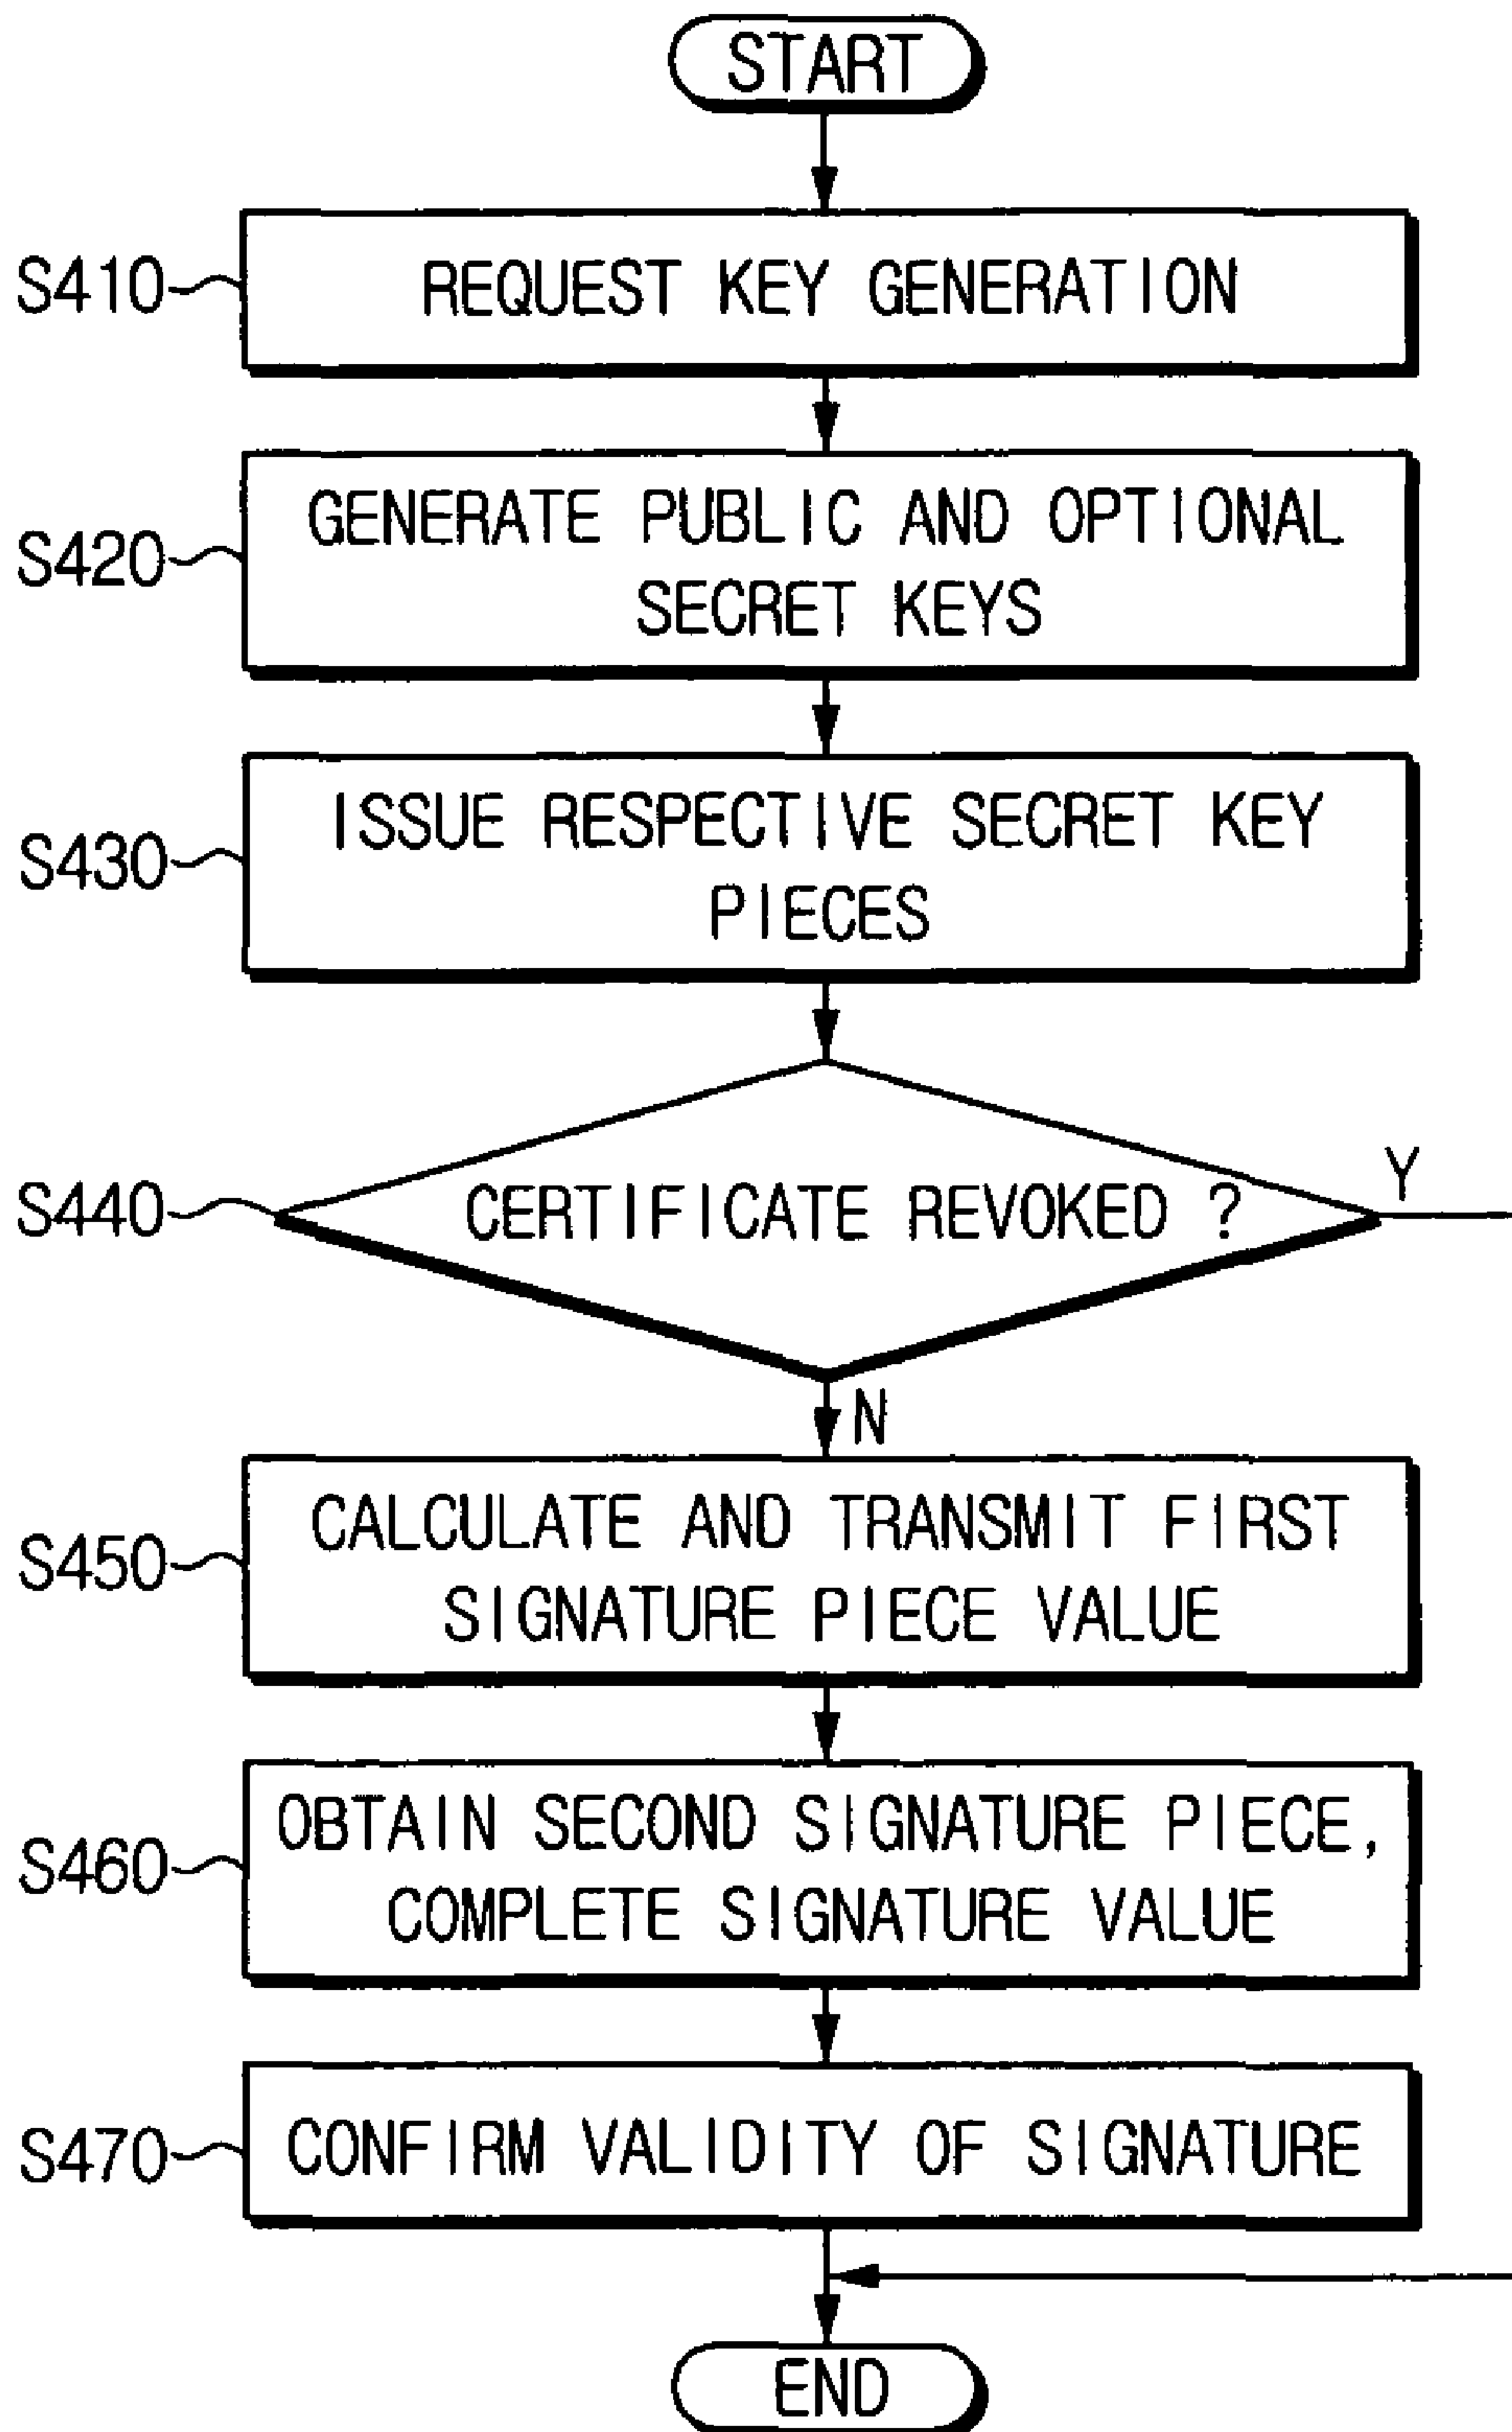 START
S410
REQUEST KEY GENERATION
S420
GENERATE PUBLIC AND OPTIONAL
SECRET KEYS
S430
ISSUE RESPECTIVE SECRET KEY
PIECES
S440
CERTIFICATE REVOKED ?
Y
N
S450
CALCULATE AND TRANSMIT FIRST
SIGNATURE PIECE VALUE
S460
OBTAIN SECOND SIGNATURE PIECE,
COMPLETE SIGNATURE VALUE
S470
CONFIRM VALIDITY OF SIGNATURE
END